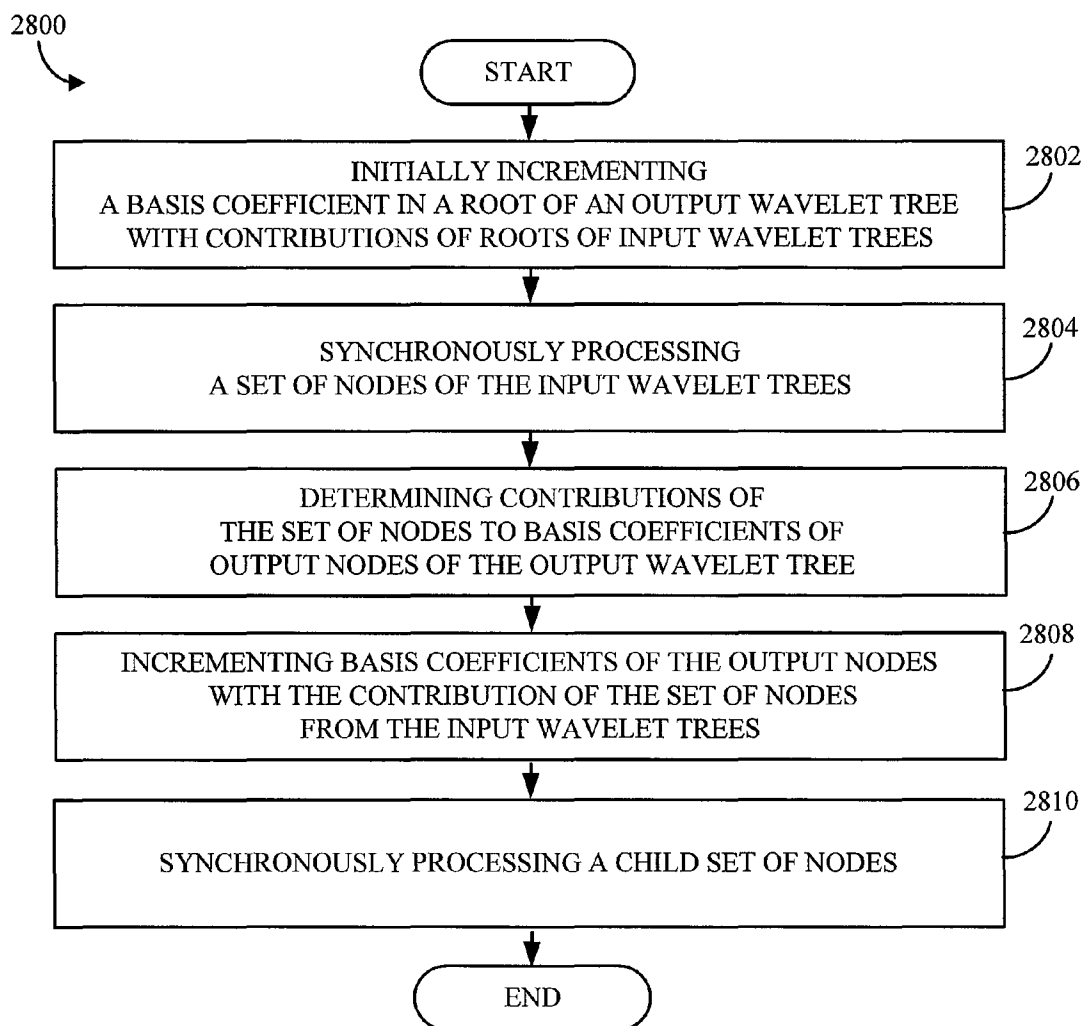 2800
START
INITIALLY INCREMENTING
A BASIS COEFFICIENT IN A ROOT OF AN OUTPUT WAVELET TREE
WITH CONTRIBUTIONS OF ROOTS OF INPUT WAVELET TREES
2802
SYNCHRONOUSLY PROCESSING
A SET OF NODES OF THE INPUT WAVELET TREES
2804
DETERMINING CONTRIBUTIONS OF
THE SET OF NODES TO BASIS COEFFICIENTS OF
OUTPUT NODES OF THE OUTPUT WAVELET TREE
2806
INCREMENTING BASIS COEFFICIENTS OF THE OUTPUT NODES
WITH THE CONTRIBUTION OF THE SET OF NODES
FROM THE INPUT WAVELET TREES
2808
SYNCHRONOUSLY PROCESSING A CHILD SET OF NODES
2810
END